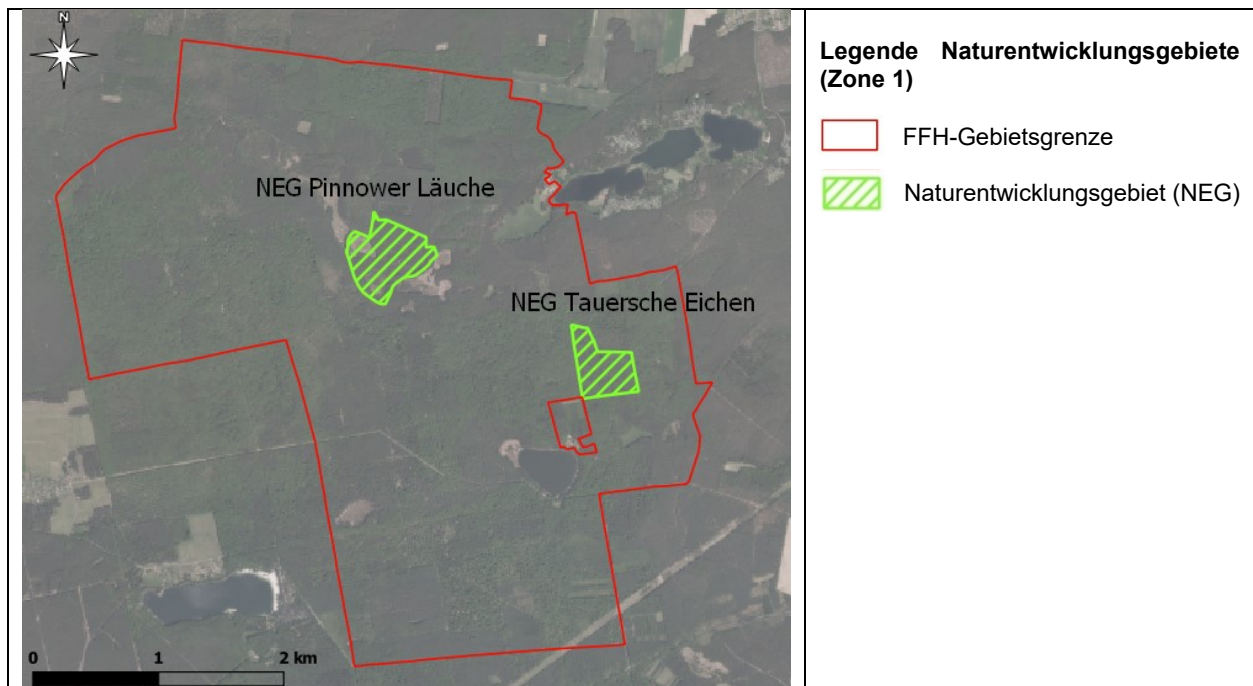 N
NEG Pinnower Läuche
NEG Tauersche Eichen
0 1 2 km
Legende Naturentwicklungsgebiete
(Zone 1)
FFH-Gebietsgrenze
Naturentwicklungsgebiet (NEG)